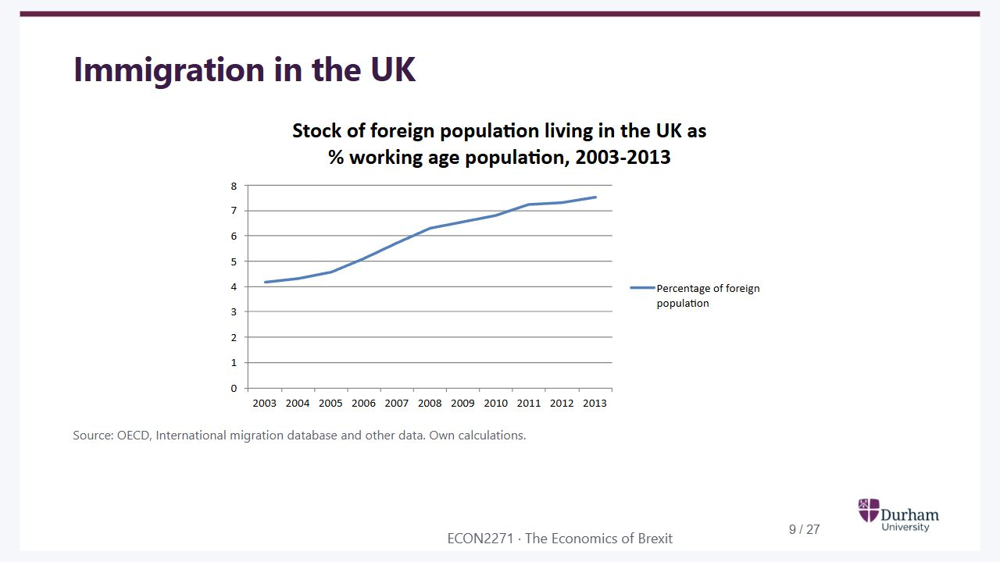 Immigration in the UK
Stock of foreign population living in the UK as
% working age population, 2003-2013
8
7
6
5
4
3
2
1
0
2003 2004 2005 2006 2007 2008 2009 2010 2011 2012 2013
Percentage of foreign
population
Source: OECD, International migration database and other data. Own calculations.
ECON2271 · The Economics of Brexit
9 / 27
Durham
University